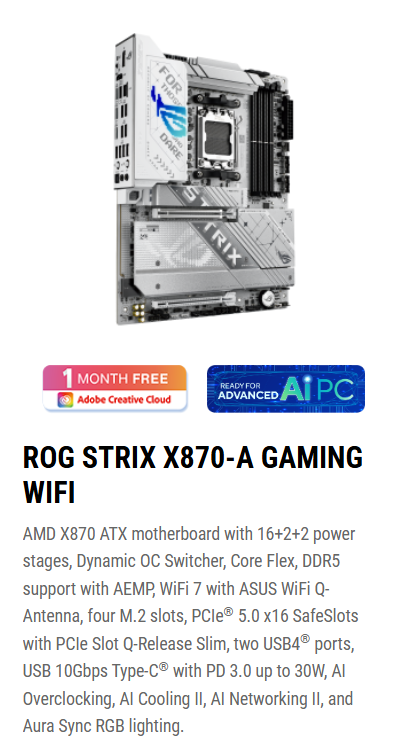 FOR
THOSE
WHO
DARE
STRIX
1 MONTH FREE
Adobe Creative Cloud
READY FOR
ADVANCED AI PC
ROG STRIX X870-A GAMING
WIFI
AMD X870 ATX motherboard with 16+2+2 power
stages, Dynamic OC Switcher, Core Flex, DDR5
support with AEMP, WiFi 7 with ASUS WiFi Q-
Antenna, four M.2 slots, PCIe® 5.0 x16 SafeSlots
with PCIe Slot Q-Release Slim, two USB4® ports,
USB 10Gbps Type-C® with PD 3.0 up to 30W, AI
Overclocking, AI Cooling II, AI Networking II, and
Aura Sync RGB lighting.